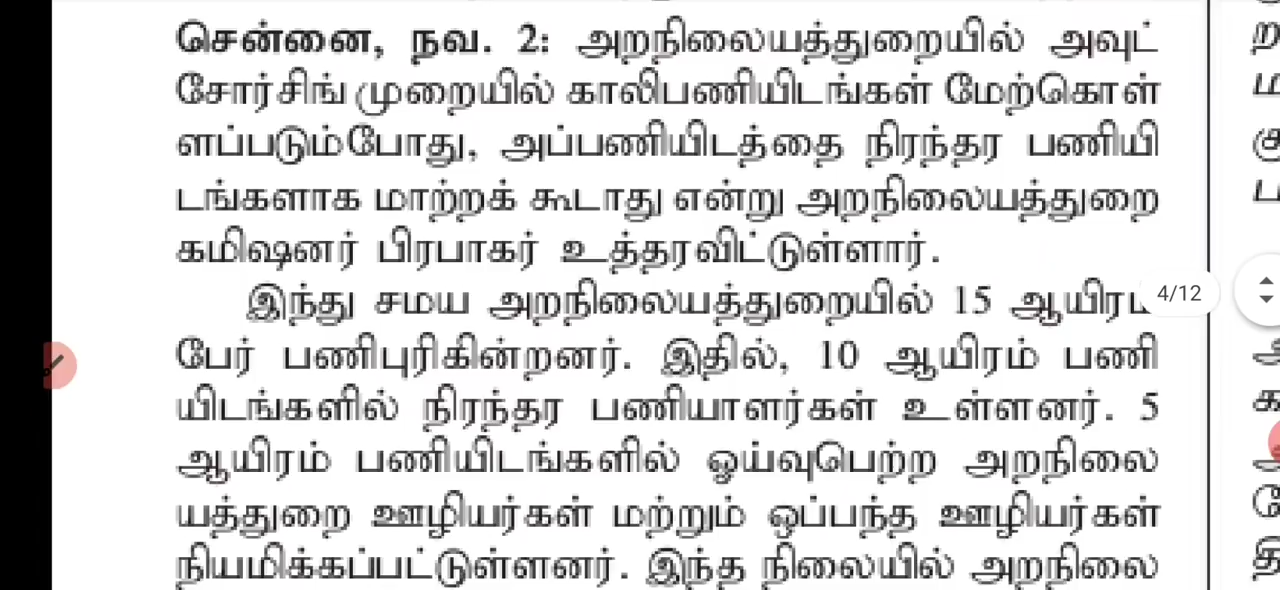 சென்னை, நவ. 2: அறநிலையத்துறையில் அவுட்
சோர்சிங் முறையில் காலிபணியிடங்கள் மேற்கொள்
ளப்படும்போது, அப்பணியிடத்தை நிரந்தர பணியி
டங்களாக மாற்றக் கூடாது என்று அறநிலையத்துறை
கமிஷனர் பிரபாகர் உத்தரவிட்டுள்ளார்.
இந்து சமய அறநிலையத்துறையில் 15
4/12
பேர் பணிபுரிகின்றனர். இதில், 10 ஆயிரம் பணி
யிடங்களில் நிரந்தர பணியாளர்கள் உள்ளனர். 5
ஆயிரம் பணியிடங்களில் ஓய்வுபெற்ற அறநிலை
யத்துறை ஊழியர்கள் மற்றும் ஒப்பந்த ஊழியர்கள்
நியமிக்கப்பட்டுள்ளனர். இந்த நிலையில் அறநிலை